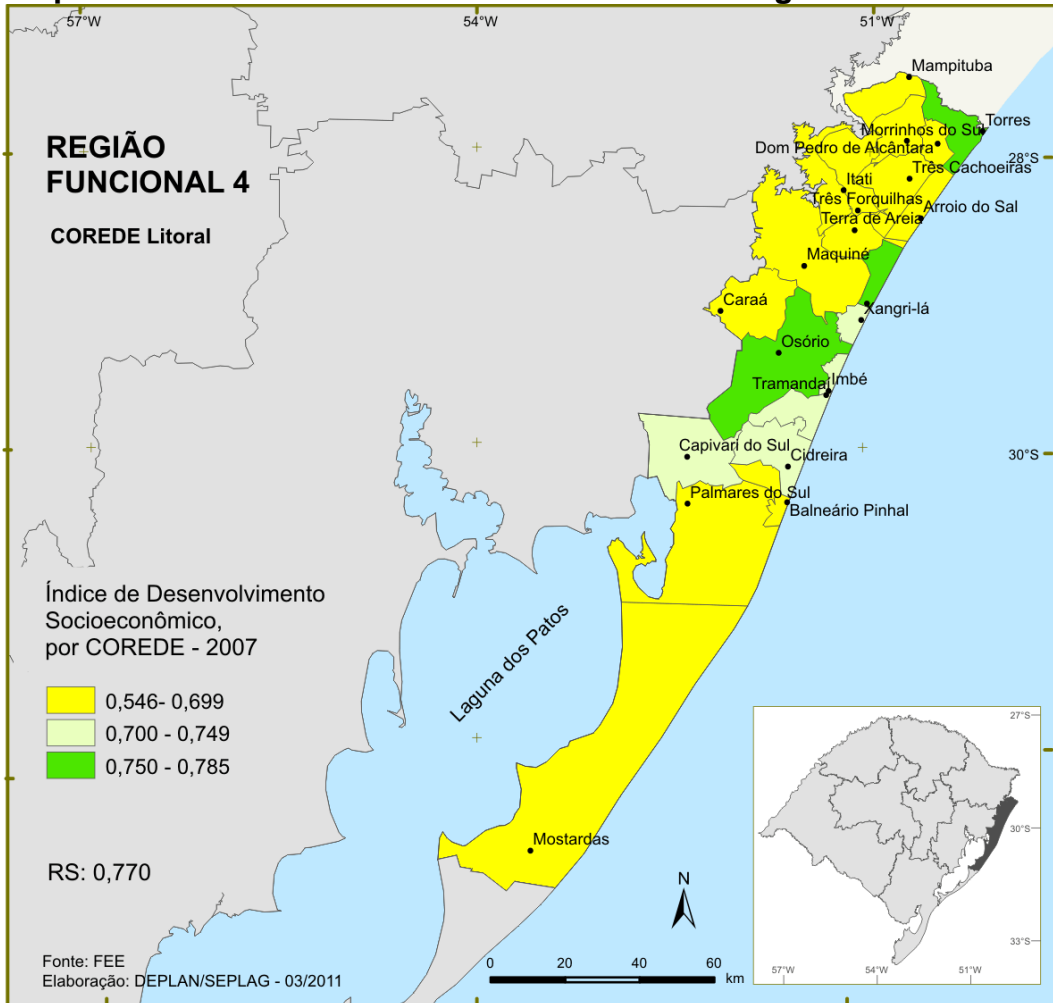 57°W
54°W
51°W
Mampituba
REGIÃO
FUNCIONAL 4
COREDE Litoral
Torres
Morrinhos do Sul
Dom Pedro de Alcântara
28°S
Três Cachoeiras
Itati
Três Forquilhas
Arroio do Sal
Terra de Areia
Maquiné
Caraá
Xangri-lá
Osório
Imbé
Tramandaí
Capivari do Sul
Cidreira
30°S
Palmares do Sul
Balneário Pinhal
Índice de Desenvolvimento
Socioeconômico,
por COREDE - 2007
0,546- 0,699
0,700 - 0,749
0,750 - 0,785
Laguna dos Patos
Mostardas
RS: 0,770
N
Fonte: FEE
Elaboração: DEPLAN/SEPLAG - 03/2011
0 20 40 60
km
27°S
30°S
33°S
57°W 54°W 51°W